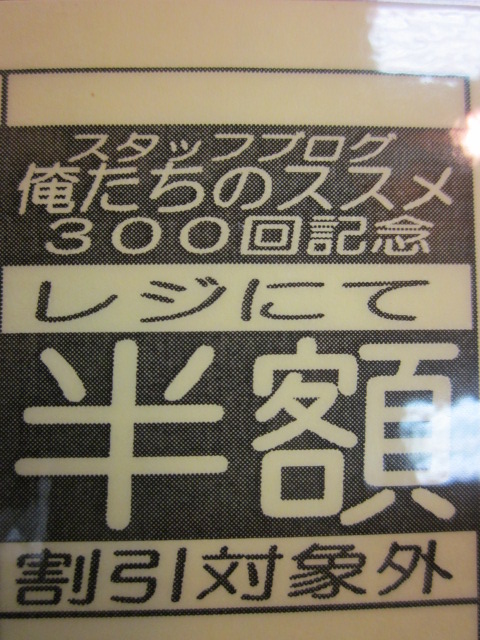 スタッフブログ
俺たちのススメ
３００回記念
レジにて
半額
割引対象外